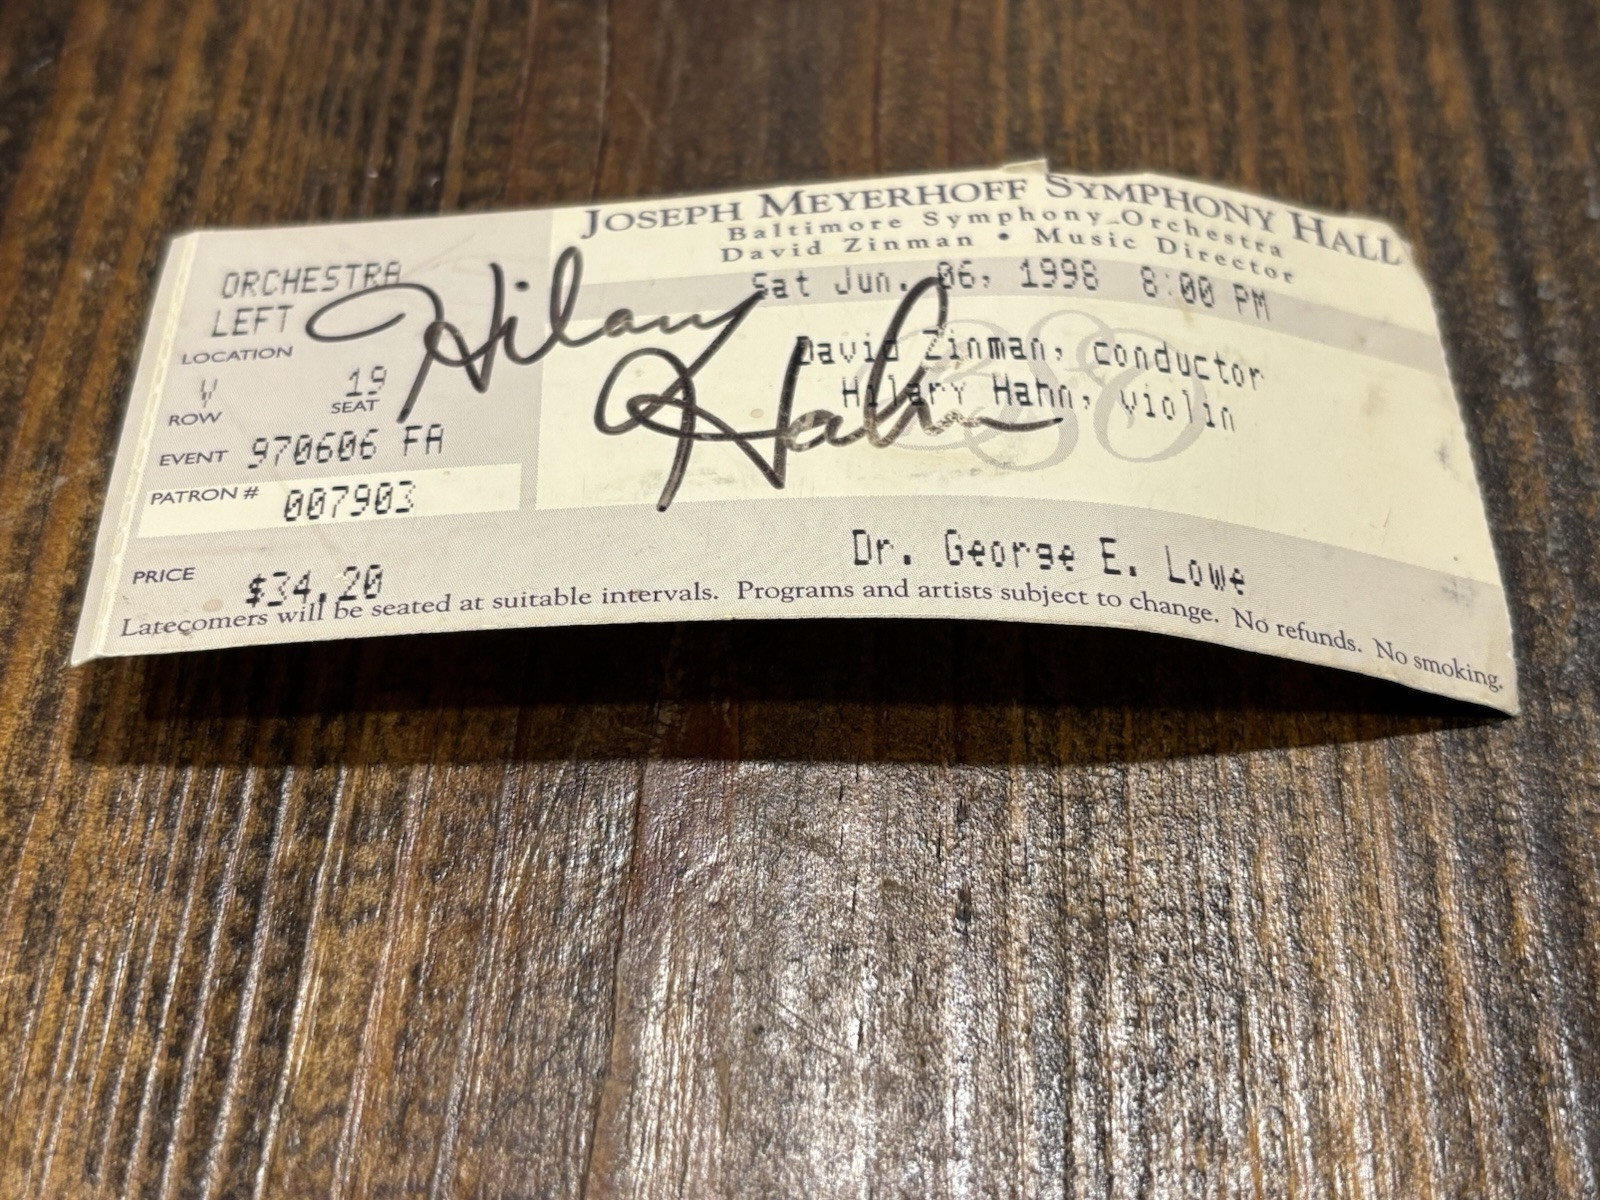 JOSEPH MEYERHOFF SYMPHONY HALL
Baltimore Symphony Orchestra
David Zinman • Music Director
Sat Jun. 06, 1998 8:00 PM
David Zinman, conductor
Hilary Hahn, violin
Hilary
Hahn
ORCHESTRA
LEFT
LOCATION
V 19
ROW SEAT
EVENT 970606 FA
PATRON # 007903
PRICE $34.20
Dr. George E. Lowe
Latecomers will be seated at suitable intervals. Programs and artists subject to change. No refunds. No smoking.